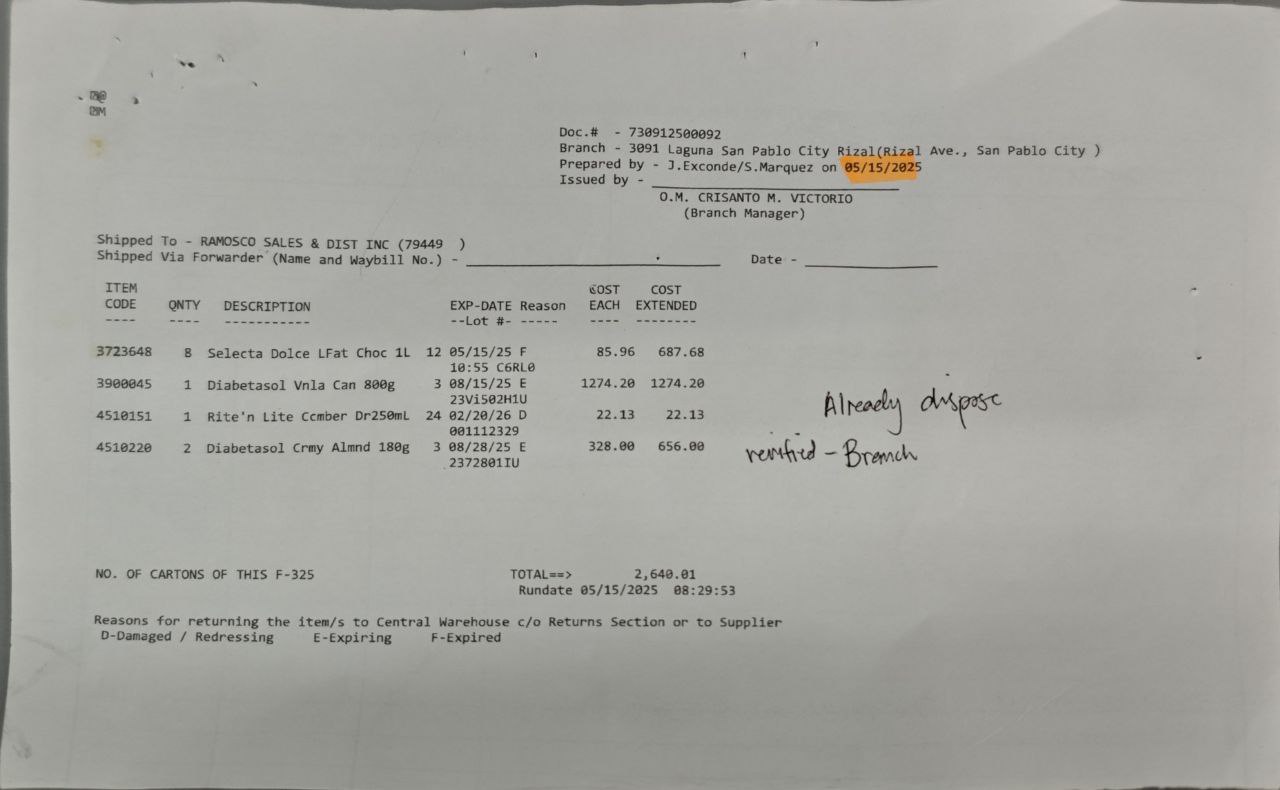 Doc.# - 730912500092
Branch - 3091 Laguna San Pablo City Rizal(Rizal Ave., San Pablo City )
Prepared by - J.Exconde/S.Marquez on 05/15/2025
Issued by -
O.M. CRISANTO M. VICTORIO
(Branch Manager)
Shipped To - RAMOSCO SALES & DIST INC (79449 )
Shipped Via Forwarder (Name and Waybill No.) - Date -
ITEM COST COST
CODE QNTY DESCRIPTION EXP-DATE Reason EACH EXTENDED
---- ---- ----------- --Lot #- ----- ---- --------
3723648 8 Selecta Dolce LFat Choc 1L 12 05/15/25 F 85.96 687.68
10:55 C6RL0
3900045 1 Diabetasol Vnla Can 800g 3 08/15/25 E 1274.20 1274.20
23Vi502H1U
4510151 1 Rite'n Lite Ccmber Dr250mL 24 02/20/26 D 22.13 22.13
001112329
4510220 2 Diabetasol Crmy Almnd 180g 3 08/28/25 E 328.00 656.00
2372801IU
Already dispose
verified - Branch
NO. OF CARTONS OF THIS F-325 TOTAL==> 2,640.01
Rundate 05/15/2025 08:29:53
Reasons for returning the item/s to Central Warehouse c/o Returns Section or to Supplier
D-Damaged / Redressing E-Expiring F-Expired